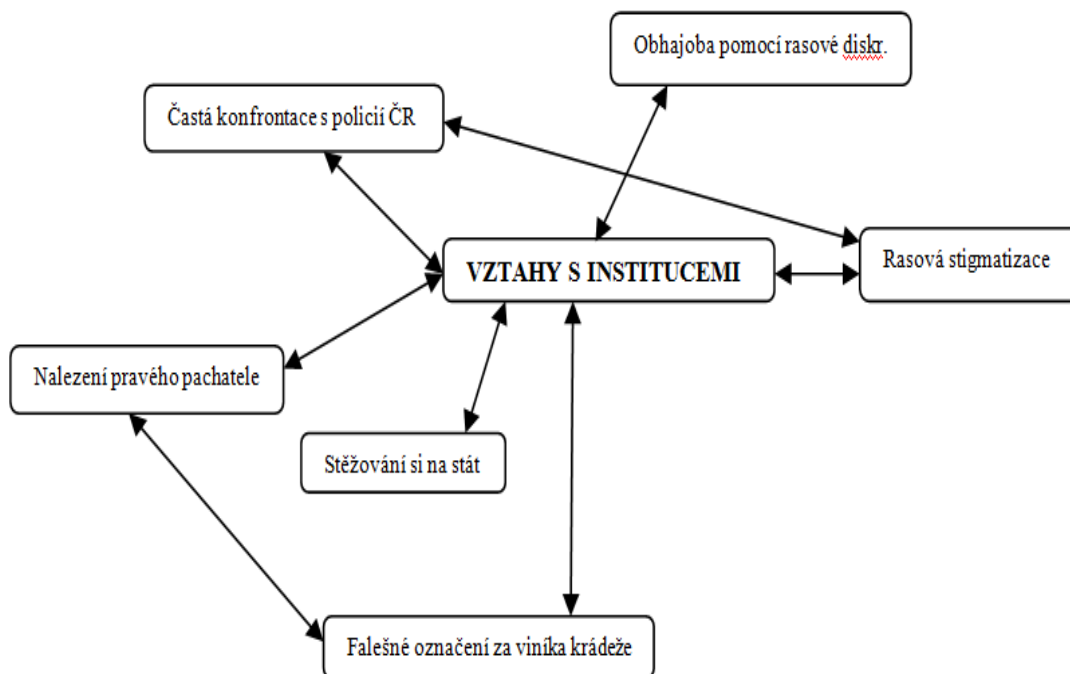 Obhajoba pomocí rasové diskr.
Častá konfrontace s policií ČR
VZTAHY S INSTITUCEMI
Rasová stigmatizace
Nalezení pravého pachatele
Stěžování si na stát
Falešné označení za viníka krádeže